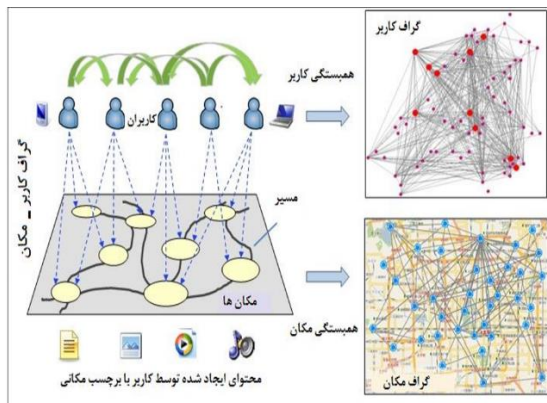 گراف کاربر
همبستگی کاربر
کاربران
گراف کاربر – مکان
مسیر
مکان ها
همبستگی مکان
گراف مکان
محتوای ایجاد شده توسط کاربر با برچسب مکانی